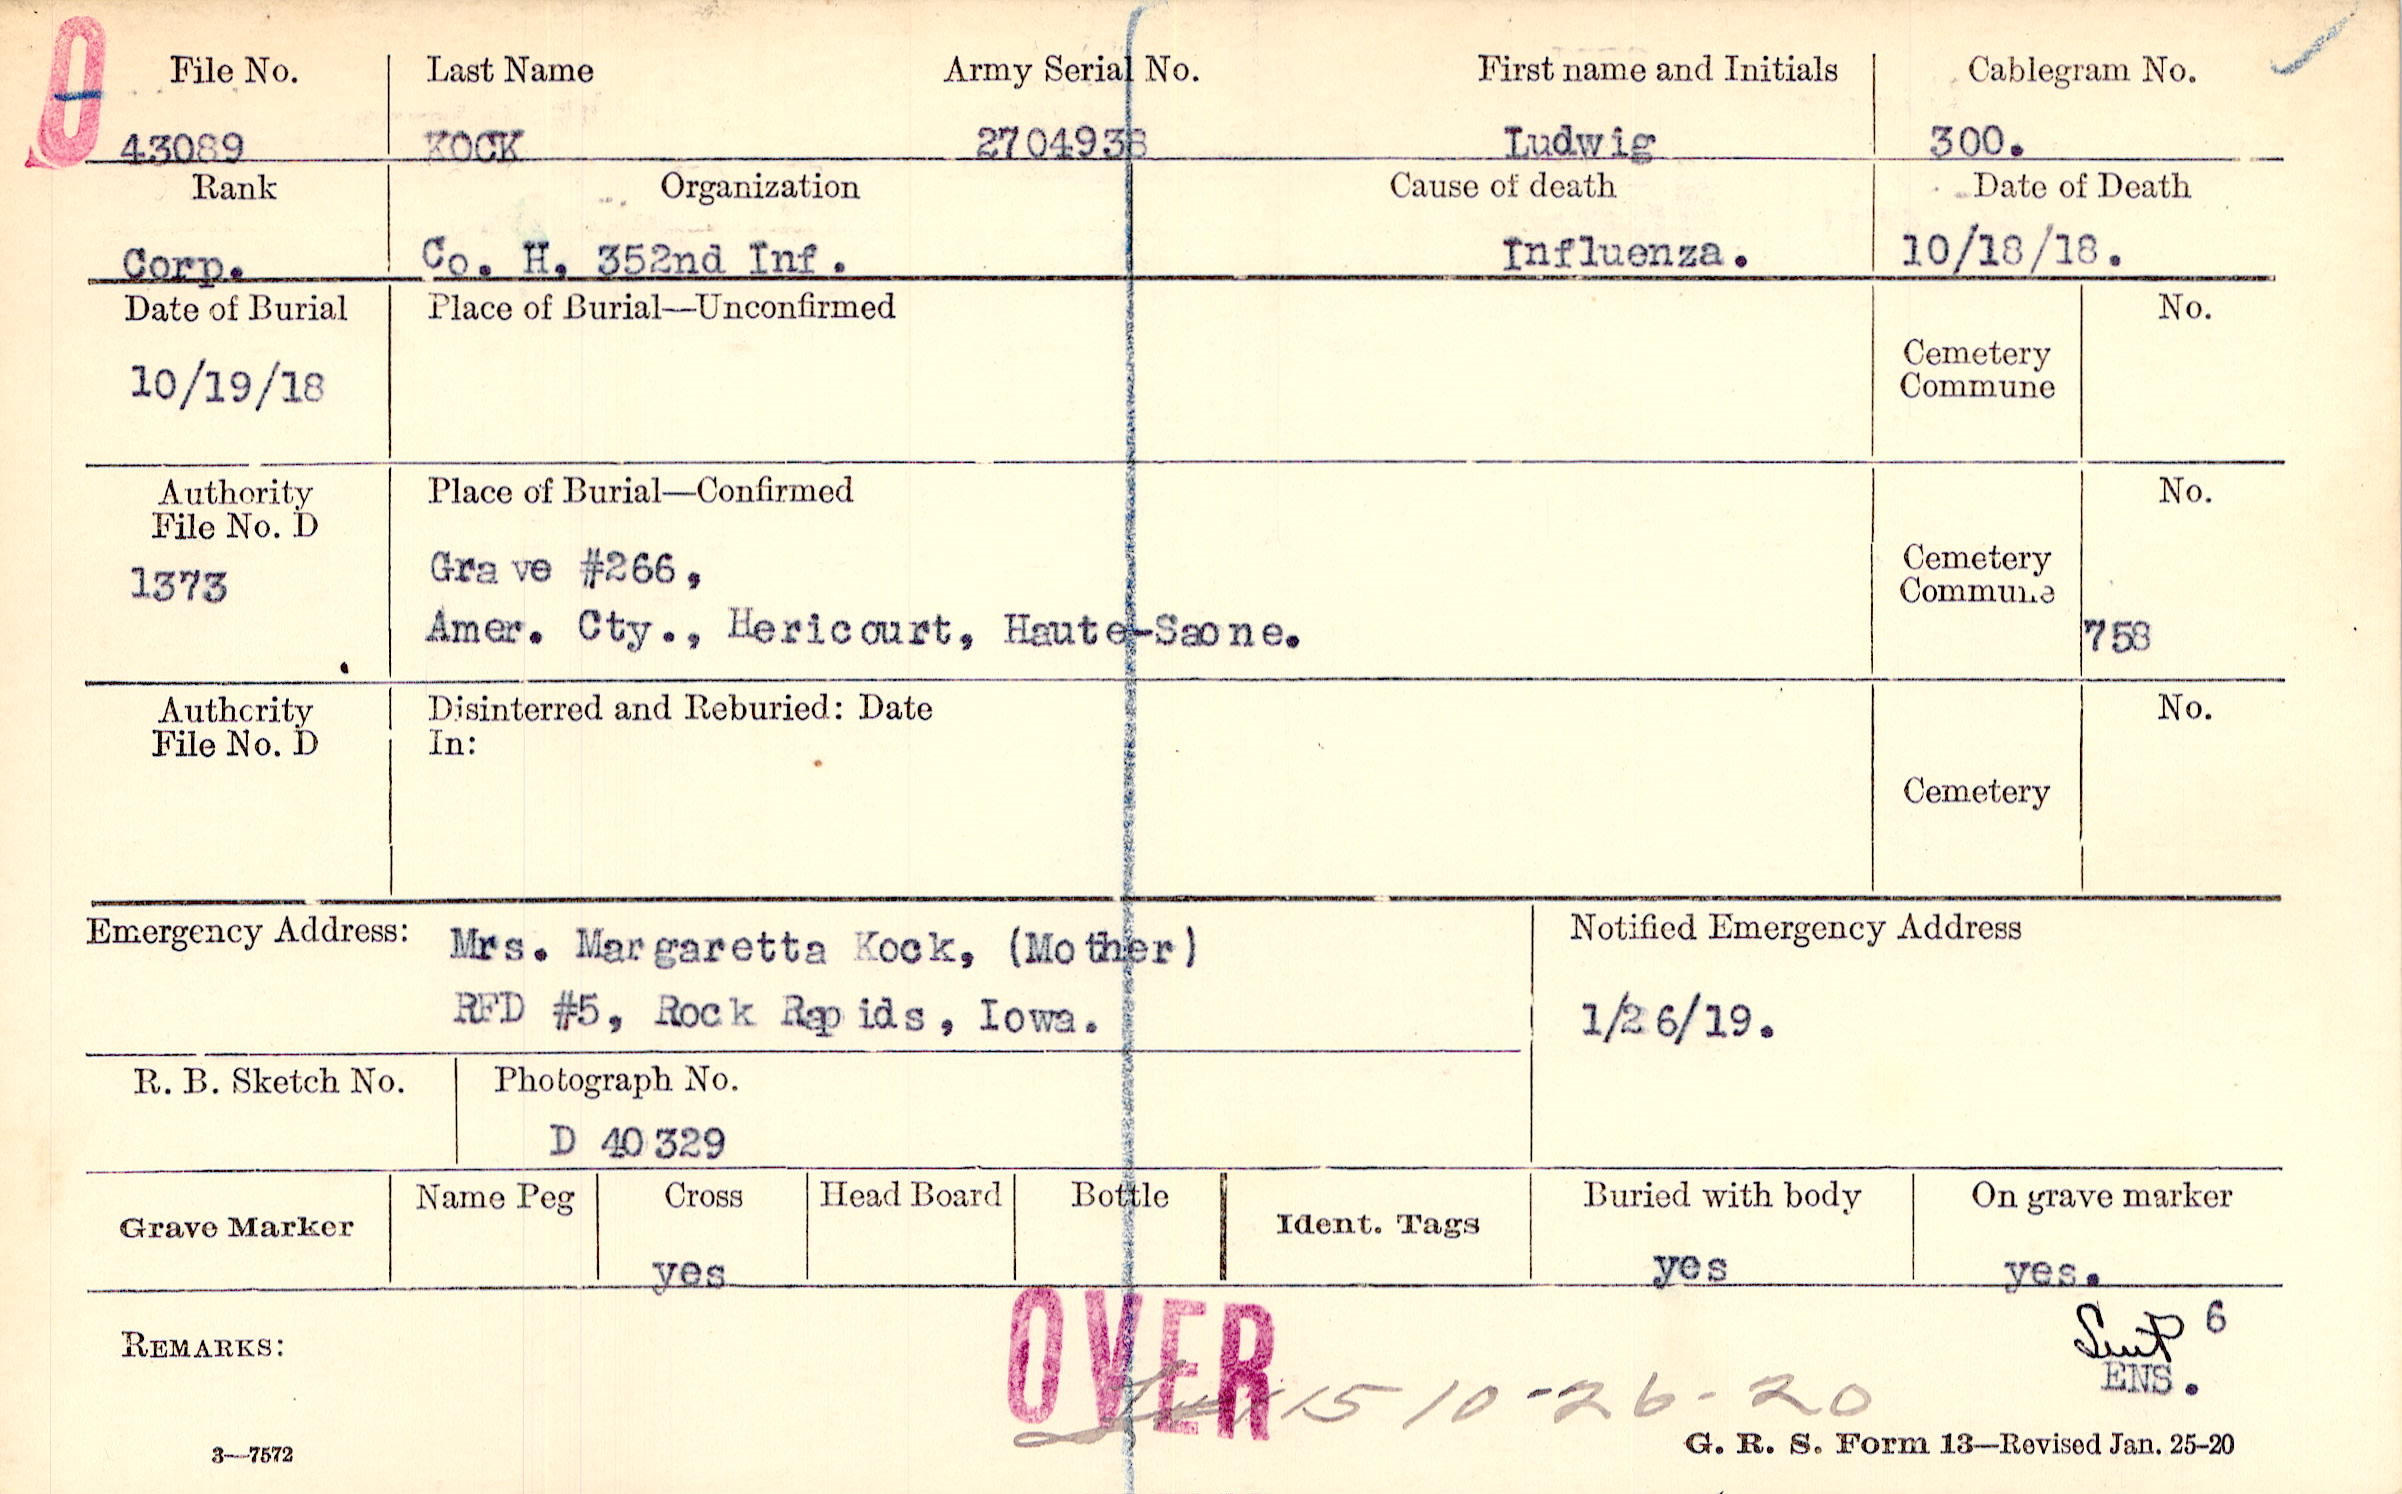 O
File No. Last Name Army Serial No. First name and Initials Cablegram No.
43089 KOCK 2704938 Ludwig 300.
Rank Organization Cause of death Date of Death
Corp. Co. H. 352nd Inf. Influenza. 10/18/18.
Date of Burial Place of Burial—Unconfirmed No.
10/19/18 Cemetery
Commune
Authority Place of Burial—Confirmed No.
File No. D
1373 Grave #266, Cemetery
Commune
Amer. Cty., Hericourt, Haute-Saone. 758
Authority Disinterred and Reburied: Date No.
File No. D In:
Cemetery
Emergency Address: Mrs. Margaretta Kock, (Mother) Notified Emergency Address
RFD #5, Rock Rapids, Iowa. 1/26/19.
R. B. Sketch No. Photograph No.
D 40329
Grave Marker Name Peg Cross Head Board Bottle Ident. Tags Buried with body On grave marker
yes yes yes.
OVER
REMARKS: 6
ENS.
15 10-26-20
3—7572 G. R. S. Form 13—Revised Jan. 25-20